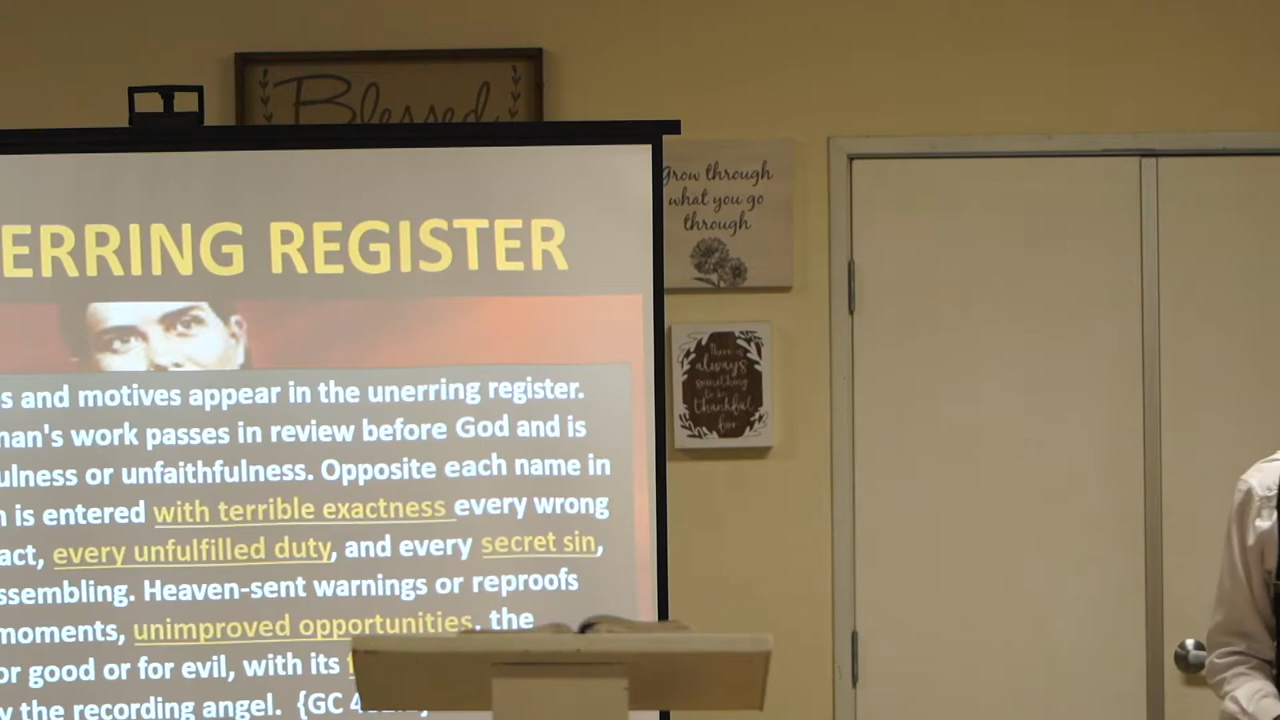 Blessed
ERRING REGISTER
s and motives appear in the unerring register.
nan's work passes in review before God and is
ulness or unfaithfulness. Opposite each name in
n is entered with terrible exactness every wrong
act, every unfulfilled duty, and every secret sin,
ssembling. Heaven-sent warnings or reproofs
moments, unimproved opportunities, the
or good or for evil, with its
y the recording angel. {GC
Grow through
what you go
through
There is
always
something
to be
thankful
for